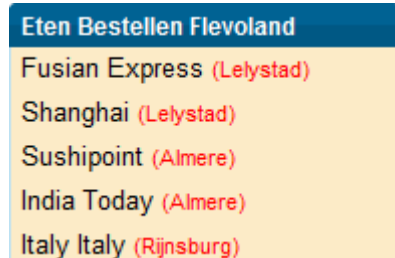 Eten Bestellen Flevoland
Fusian Express (Lelystad)
Shanghai (Lelystad)
Sushipoint (Almere)
India Today (Almere)
Italy Italy (Rijnsburg)